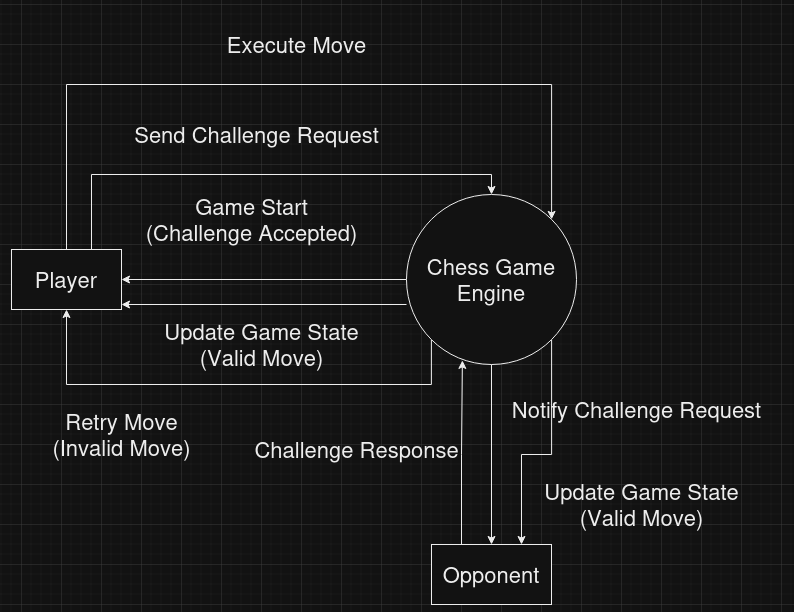 Execute Move
Send Challenge Request
Game Start
(Challenge Accepted)
Player
Chess Game
Engine
Update Game State
(Valid Move)
Retry Move
(Invalid Move)
Notify Challenge Request
Challenge Response
Update Game State
(Valid Move)
Opponent